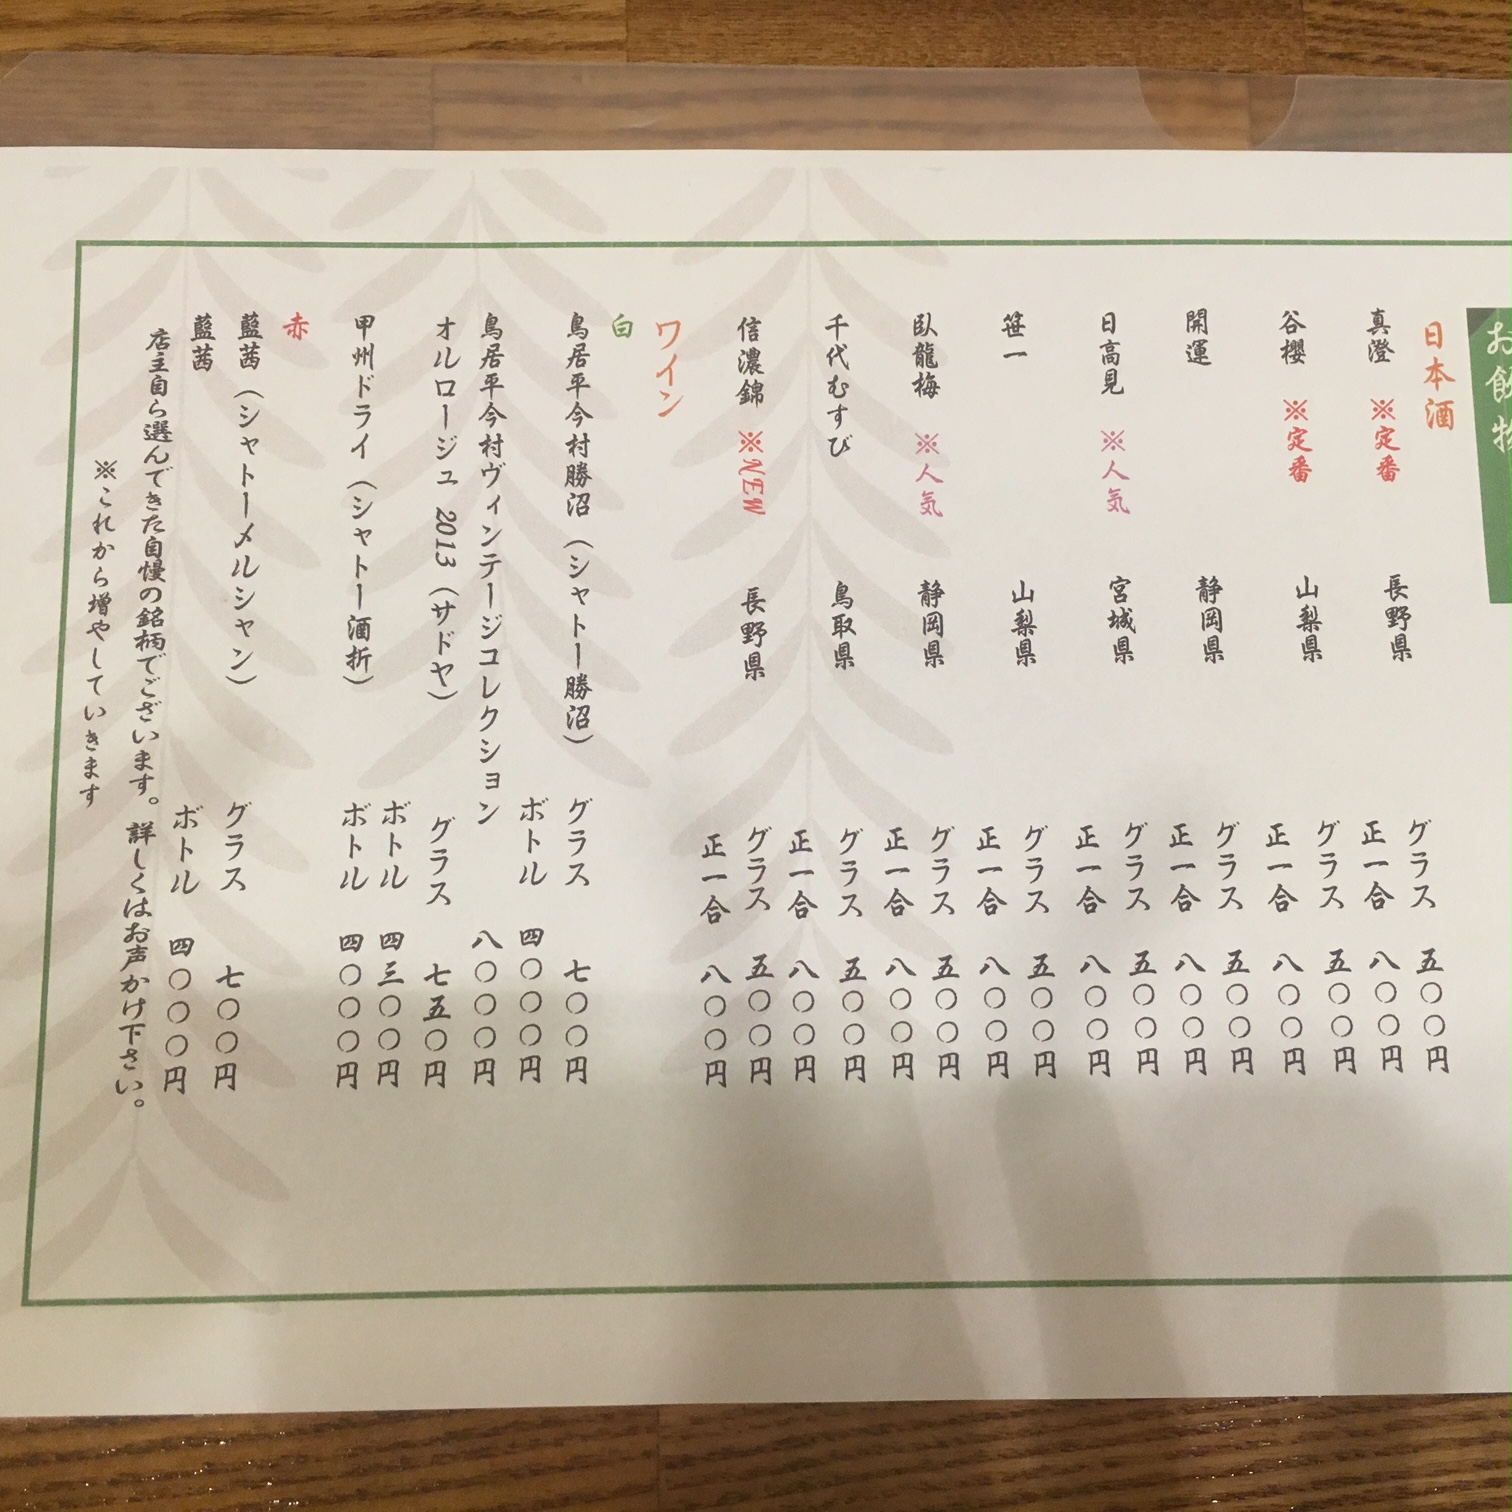 お飲物
日本酒
グラス 五〇〇円
真澄 ※定番 長野県 正一合 八〇〇円
グラス 五〇〇円
谷櫻 ※定番 山梨県 正一合 八〇〇円
グラス 五〇〇円
開運 静岡県 正一合 八〇〇円
グラス 五〇〇円
日高見 ※人気 宮城県 正一合 八〇〇円
グラス 五〇〇円
笹一 山梨県 正一合 八〇〇円
グラス 五〇〇円
臥龍梅 ※人気 静岡県 正一合 八〇〇円
グラス 五〇〇円
千代むすび 鳥取県 正一合 八〇〇円
信濃錦 長野県 グラス 五〇〇円
正一合 八〇〇円
ワイン
白
鳥居平今村 勝沼 (シャトー勝沼) グラス 七〇〇円
ボトル 四〇〇〇円
鳥居平今村ヴィンテージコレクション 八〇〇〇円
オルロージュ 2013 (サドヤ) グラス 七五〇円
ボトル 四三〇〇円
甲州ドライ (シャトー酒折) ボトル 四〇〇〇円
赤
藍茜 (シャトーメルシャン) グラス 七〇〇円
藍茜 ボトル 四〇〇〇円
店主自ら選んできた自慢の銘柄でございます。詳しくはお声かけ下さい。
※これから増やしていきます